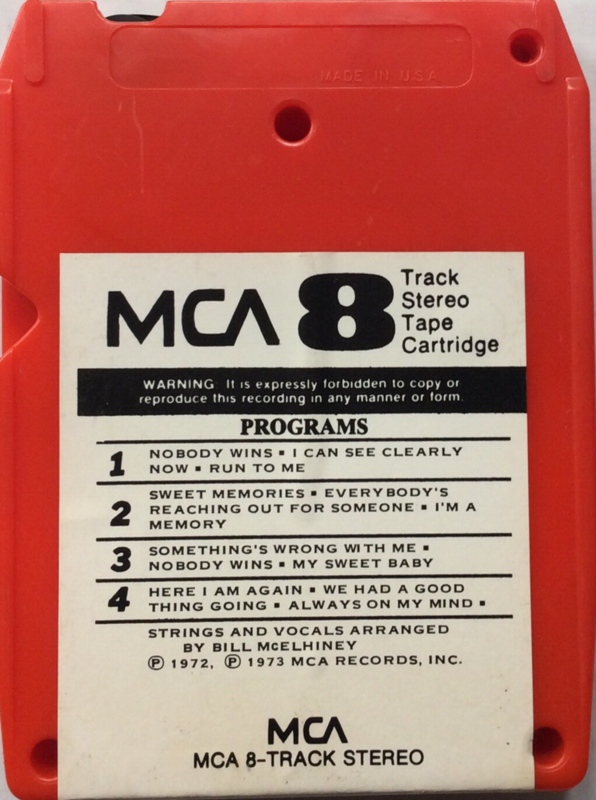 MADE IN U.S.A.
MCA 8 Track
Stereo
Tape
Cartridge
WARNING It is expressly forbidden to copy or
reproduce this recording in any manner or form.
PROGRAMS
1 NOBODY WINS ▪ I CAN SEE CLEARLY
NOW ▪ RUN TO ME
2 SWEET MEMORIES ▪ EVERYBODY'S
REACHING OUT FOR SOMEONE ▪ I'M A
MEMORY
3 SOMETHING'S WRONG WITH ME ▪
NOBODY WINS ▪ MY SWEET BABY
4 HERE I AM AGAIN ▪ WE HAD A GOOD
THING GOING ▪ ALWAYS ON MY MIND ▪
STRINGS AND VOCALS ARRANGED
BY BILL McELHINEY
℗ 1972, ℗ 1973 MCA RECORDS, INC.
MCA
MCA 8-TRACK STEREO